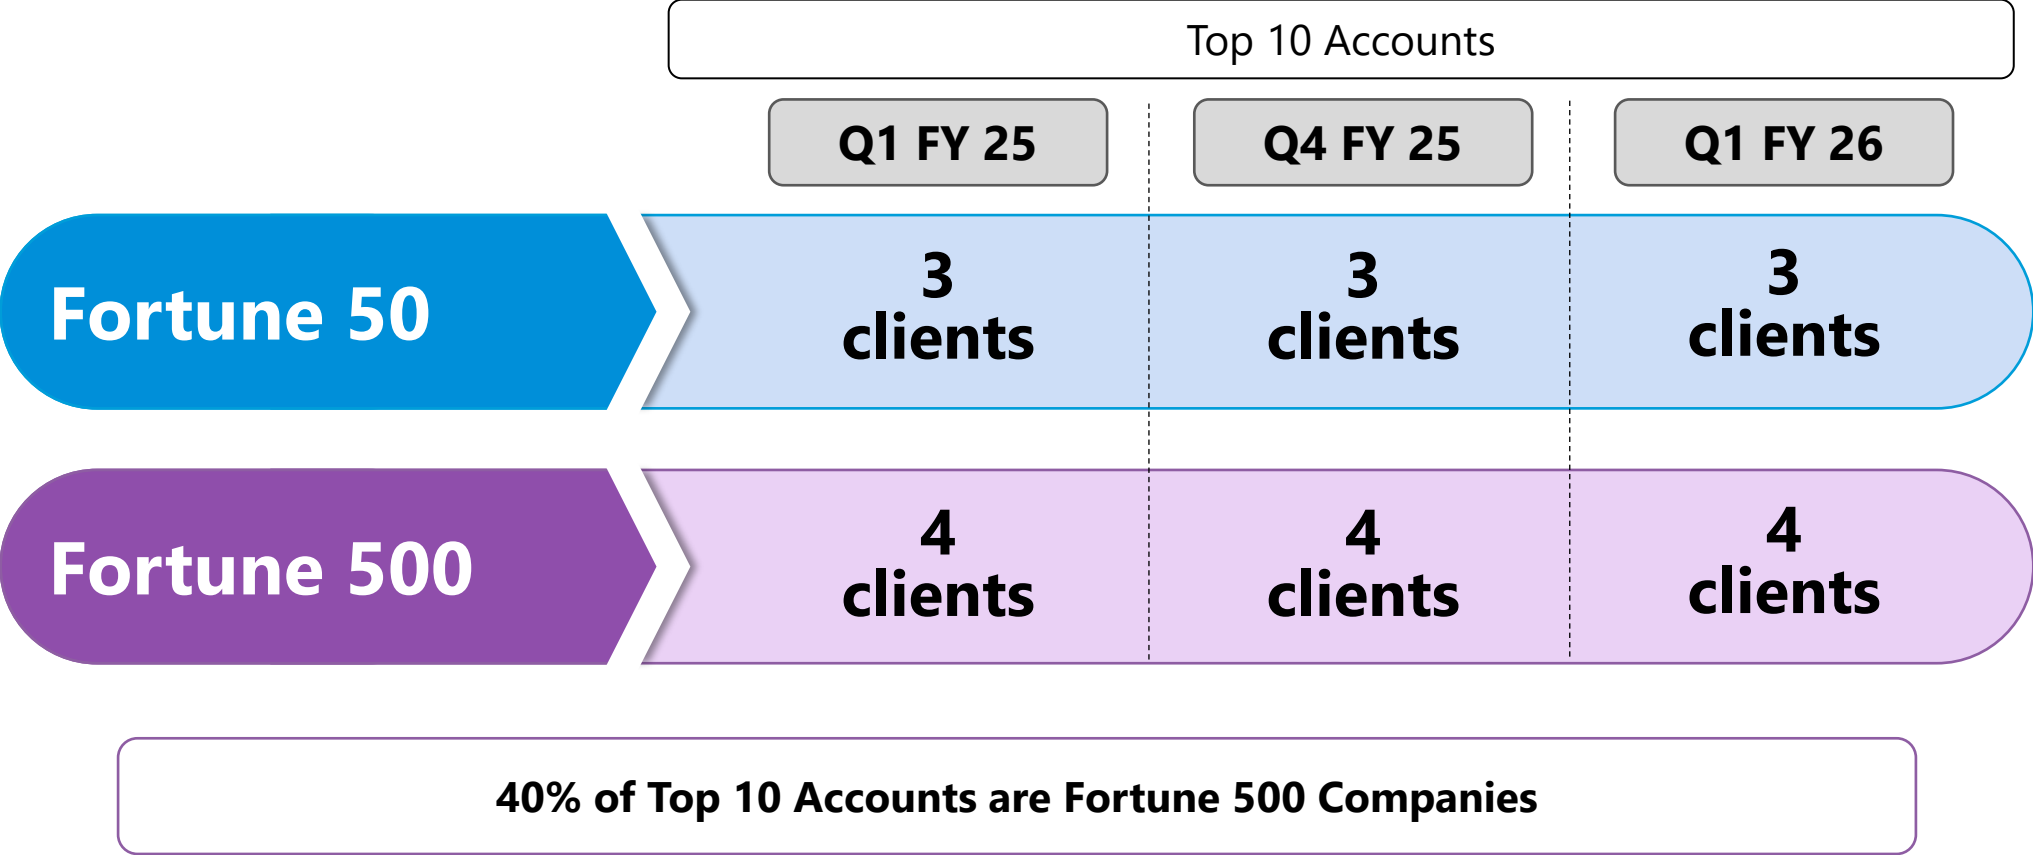 Top 10 Accounts
Q1 FY 25
Q4 FY 25
Q1 FY 26
Fortune 50
3
clients
3
clients
3
clients
Fortune 500
4
clients
4
clients
4
clients
40% of Top 10 Accounts are Fortune 500 Companies